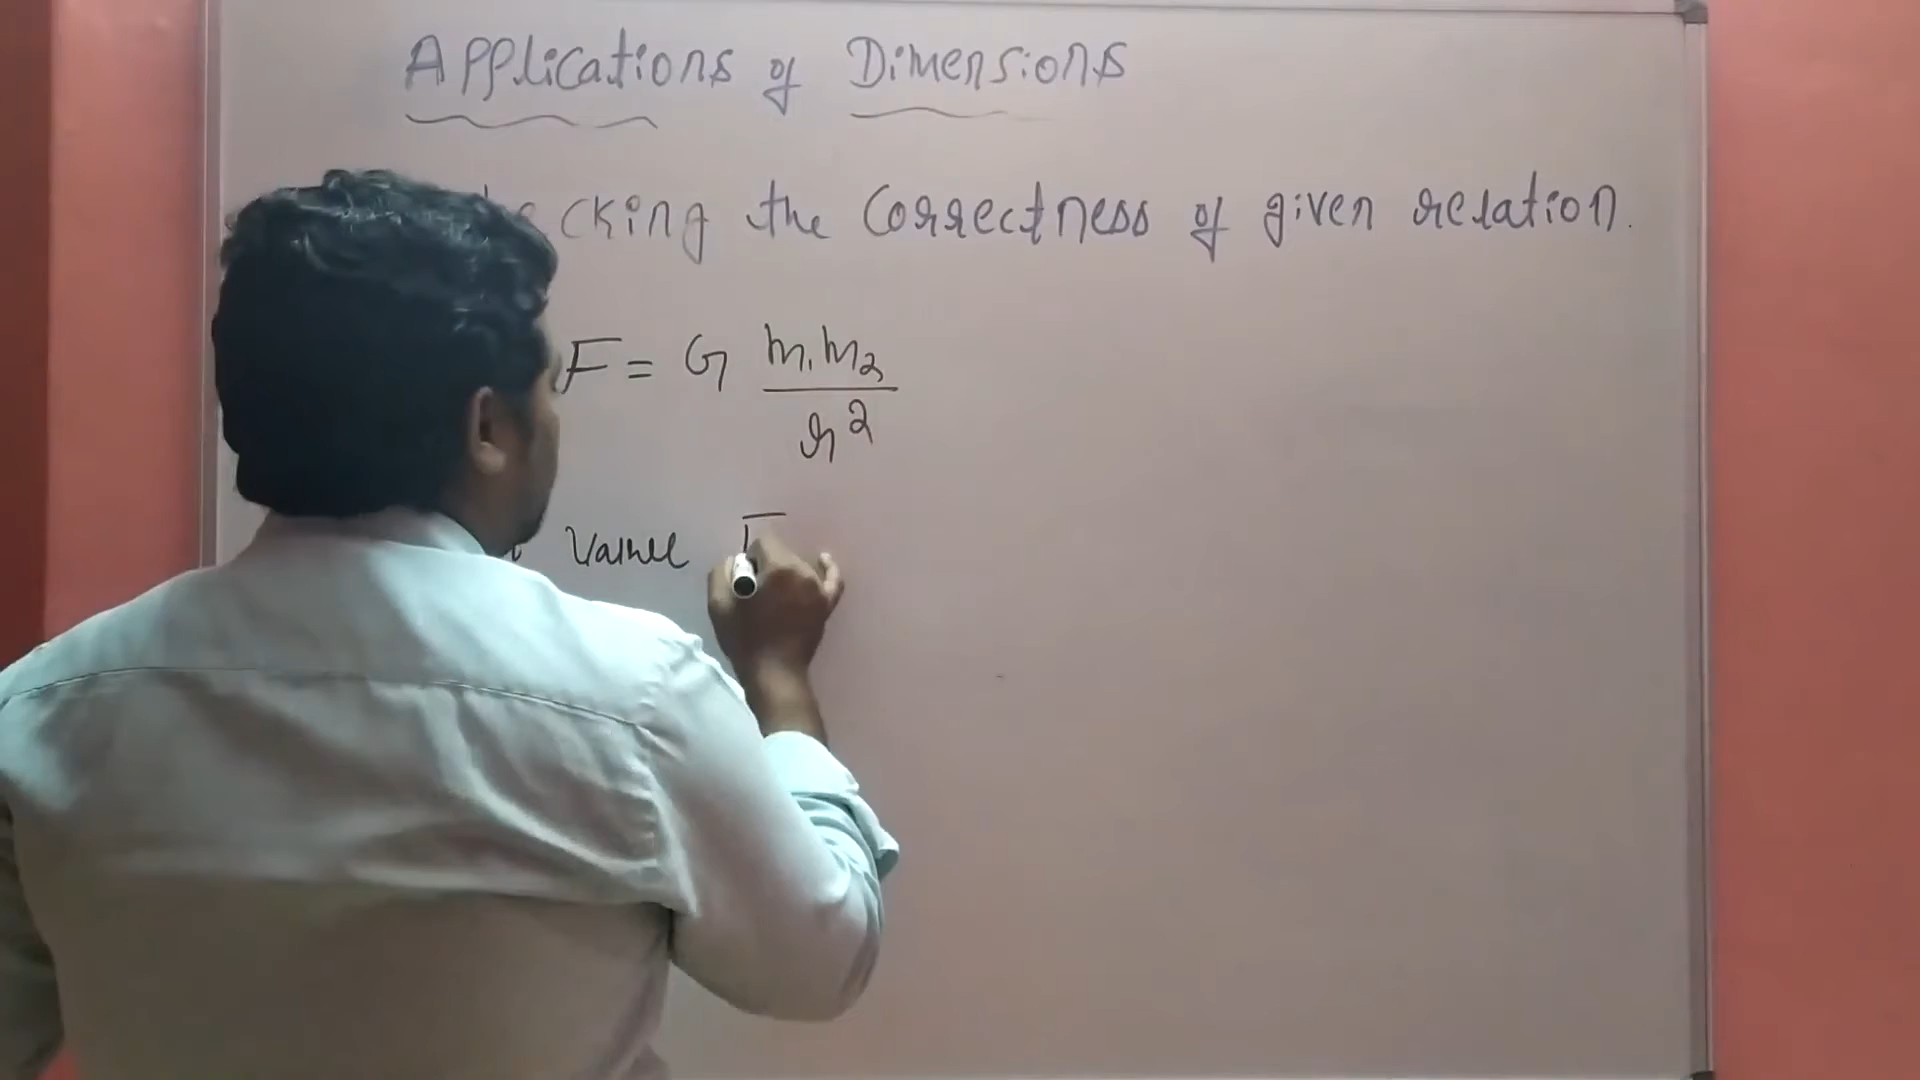 Applications of Dimensions
cking the Correctness of given relation.
F = G m₁m₂ / r²
Value F